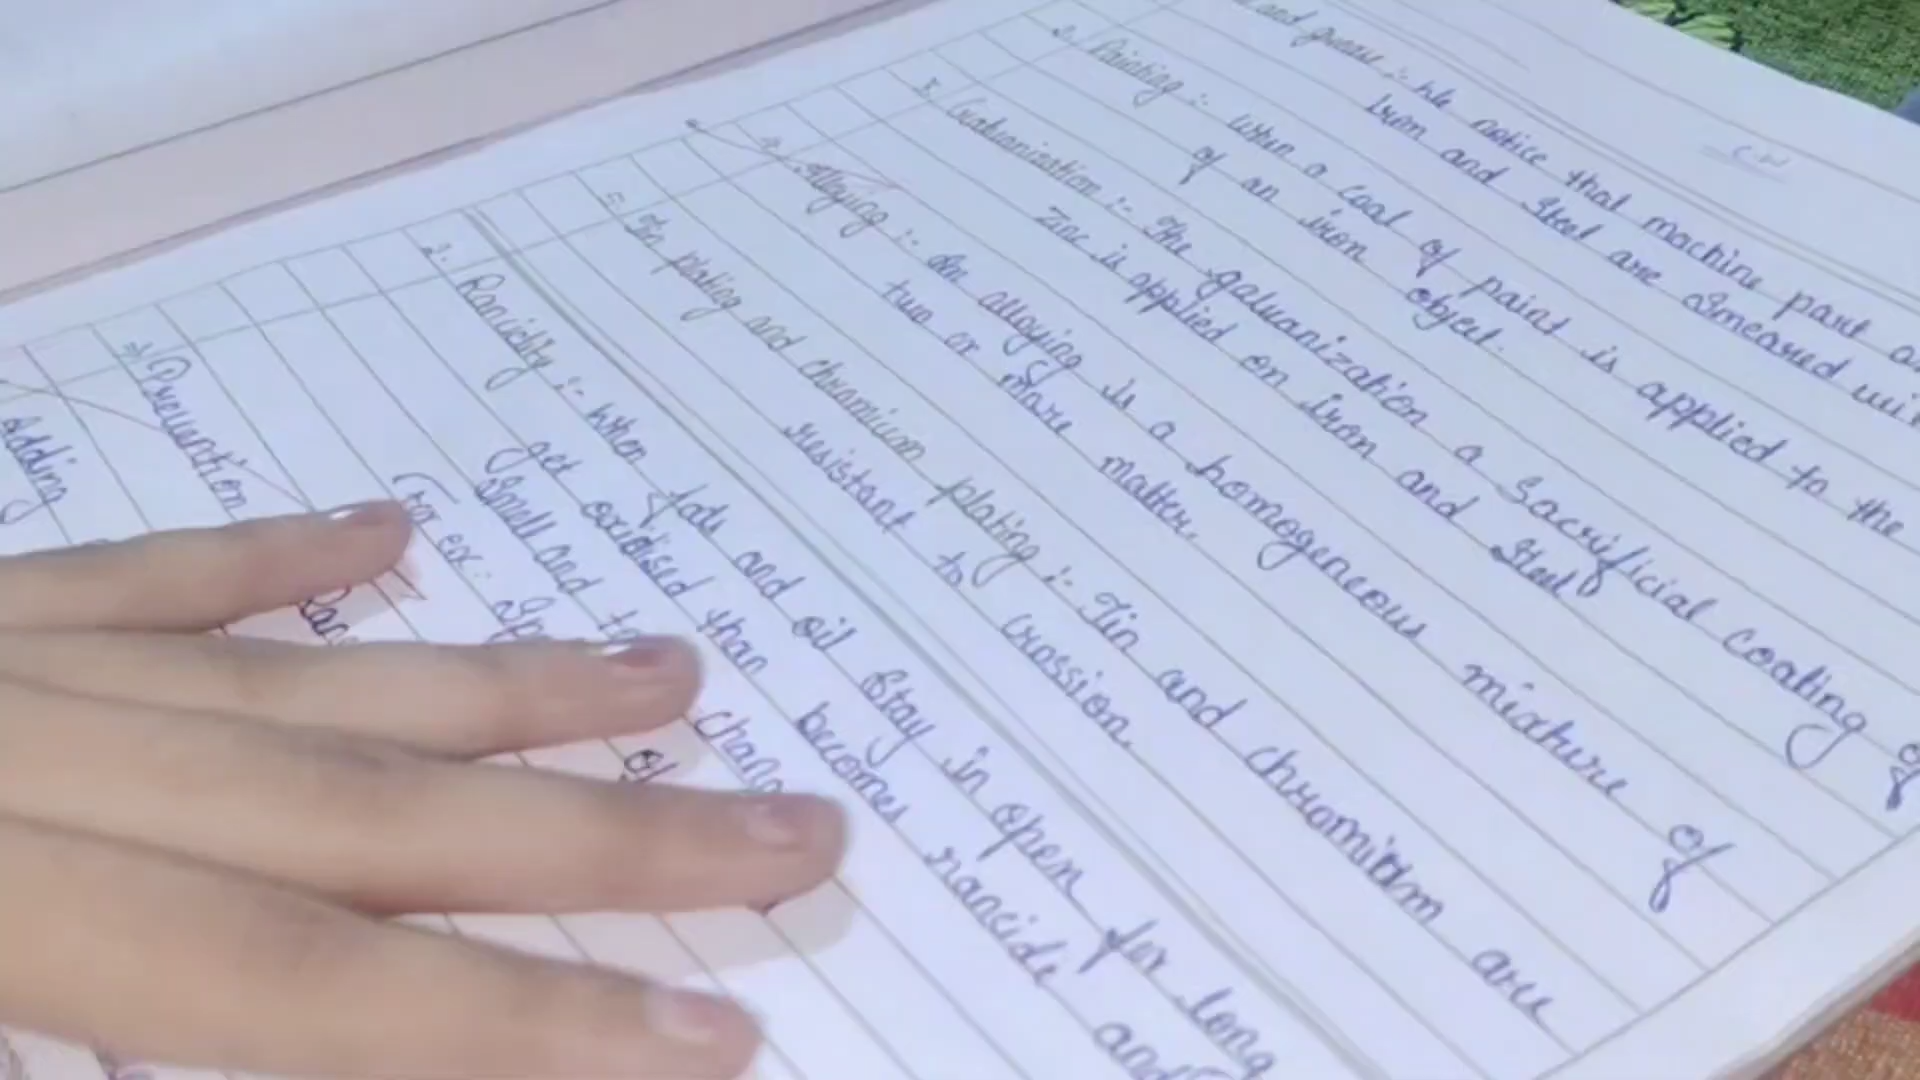 C.W
and grease :- We notice that machine part
Iron and Steel are smeared
2. Painting :- When a coat of paint is applied to the
of an iron object.
3. Galvanization :- The galvanization a Sacrificial coating of
Zinc is applied on iron and Steel
4. Alloying :- An alloying is a homogeneous mixture of
two or more matter.
5. Tin plating and chromium plating :- Tin and chromium are
resistant to crossion.
2. Rancidity :- When fats and oil Stay in open for long
get oxidised than becomes rancide and
Smell and change
For ex:- of
Prevention
Adding